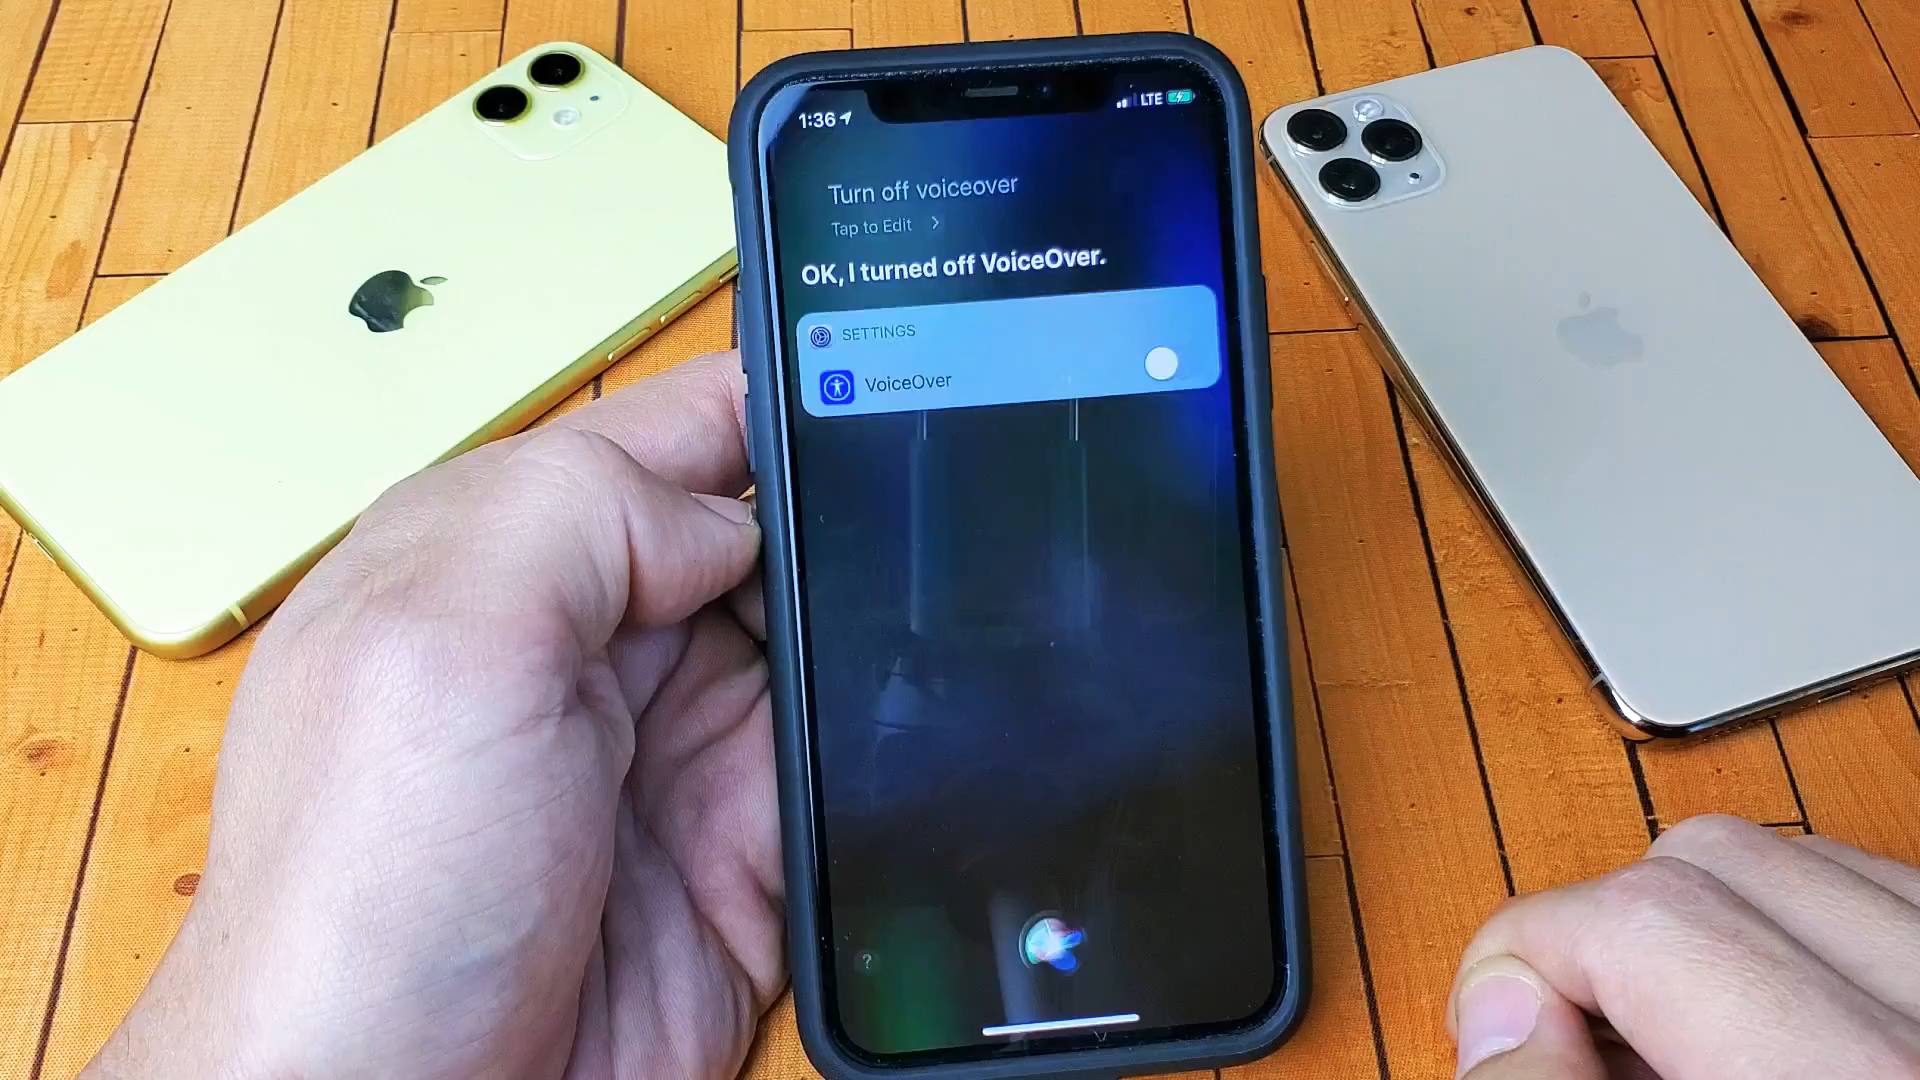 1:36
LTE
Turn off voiceover
Tap to Edit >
OK, I turned off VoiceOver.
SETTINGS
VoiceOver
?